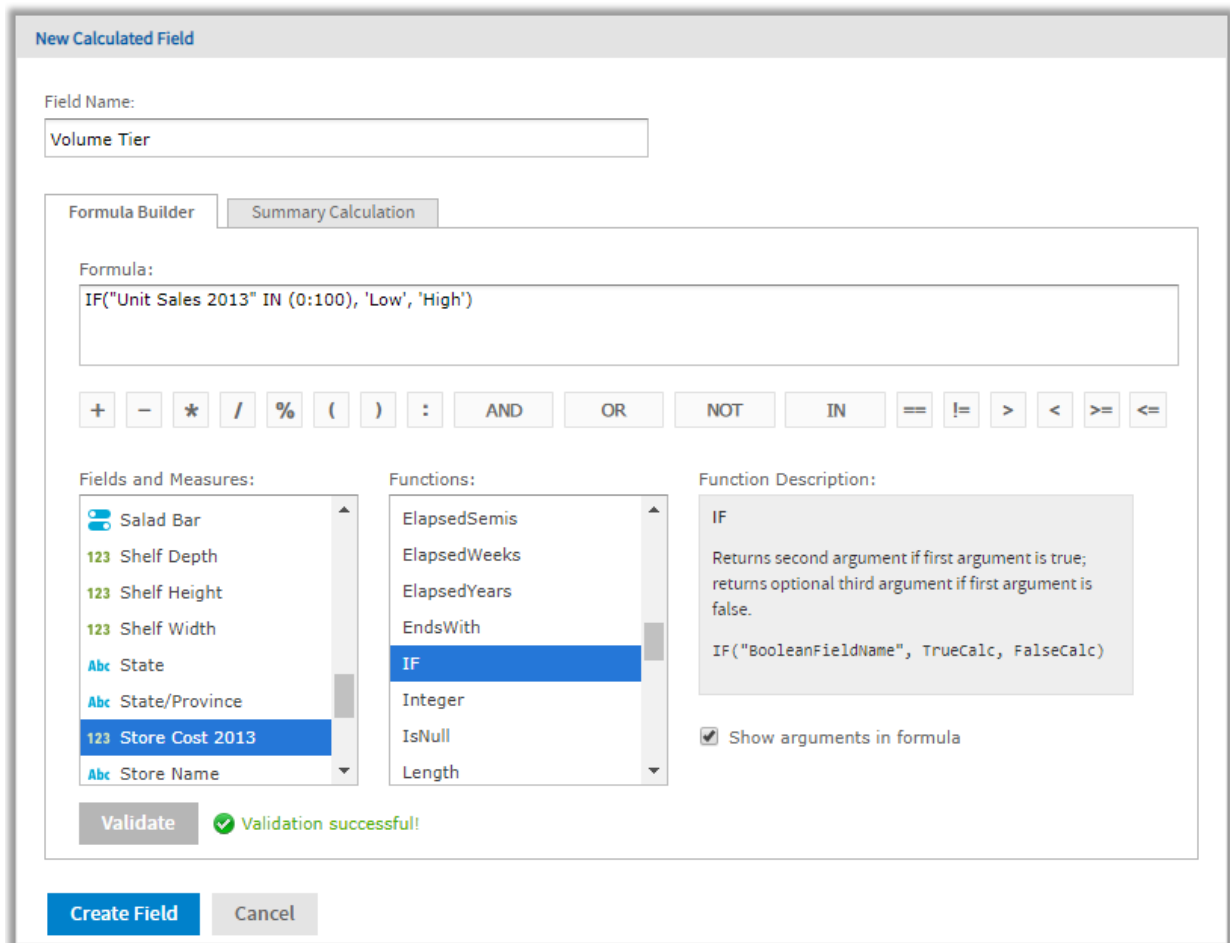 New Calculated Field
Field Name:
Volume Tier
Formula Builder
Summary Calculation
Formula:
IF("Unit Sales 2013" IN (0:100), 'Low', 'High')
+ − * / % ( ) : AND OR NOT IN == != > < >= <=
Fields and Measures:
Salad Bar
123 Shelf Depth
123 Shelf Height
123 Shelf Width
Abc State
Abc State/Province
123 Store Cost 2013
Abc Store Name
Functions:
ElapsedSemis
ElapsedWeeks
ElapsedYears
EndsWith
IF
Integer
IsNull
Length
Function Description:
IF
Returns second argument if first argument is true;
returns optional third argument if first argument is
false.
IF("BooleanFieldName", TrueCalc, FalseCalc)
Show arguments in formula
Validate
Validation successful!
Create Field
Cancel